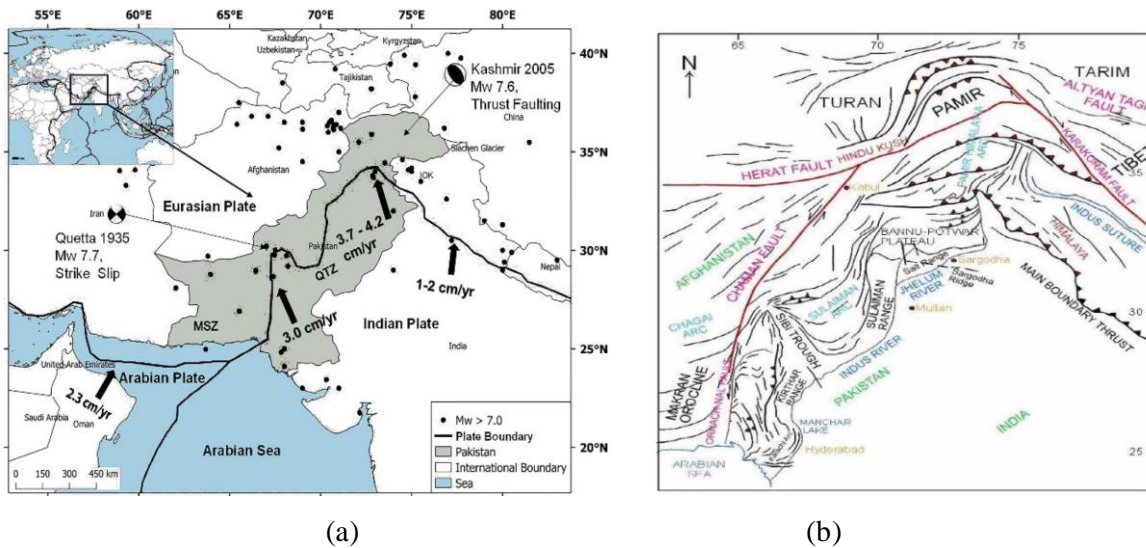 55°E
60°E
65°E
70°E
75°E
80°E
Kazakhstan
Uzbekistan
Kyrgyzstan
40°N
Kashmir 2005
Mw 7.6,
Thrust Faulting
Tajikistan
China
Siachen Glacier
Afghanistan
35°N
IOK
Eurasian Plate
Iran
Quetta 1935
Mw 7.7,
Strike Slip
Pakistan
3.7 - 4.2
cm/yr
QTZ
30°N
Nepal
1-2 cm/yr
MSZ
3.0 cm/yr
Indian Plate
India
25°N
United Arab Emirates
Arabian Plate
2.3 cm/yr
Saudi Arabia
Oman
Arabian Sea
20°N
Mw > 7.0
Plate Boundary
Pakistan
International Boundary
Sea
0
150
300
450 km
(a)
65
70
75
N
TARIM
TURAN
PAMIR
ALTYAN TAG
FAULT
HINDU KUSH
HERAT FAULT
KARAKORAM FAULT
TIBE
35
Kabul
INDUS SUTURE
AFGHANISTAN
CHAMAN FAULT
BANNU-POTWAR
PLATEAU
HIMALAYA
Salt Range
Sargodha
Sargodha
Ridge
JHELUM
RIVER
MAIN BOUNDARY THRUST
CHAGAI
ARC
SULAIMAN
ARC
SULAIMAN
RANGE
Multan
30
SIBI TROUGH
INDUS RIVER
MAKRAN
PAKISTAN
KIRTHAR
RANGE
INDIA
MANCHAR
LAKE
Hyderabad
ARABIAN
SEA
25
(b)